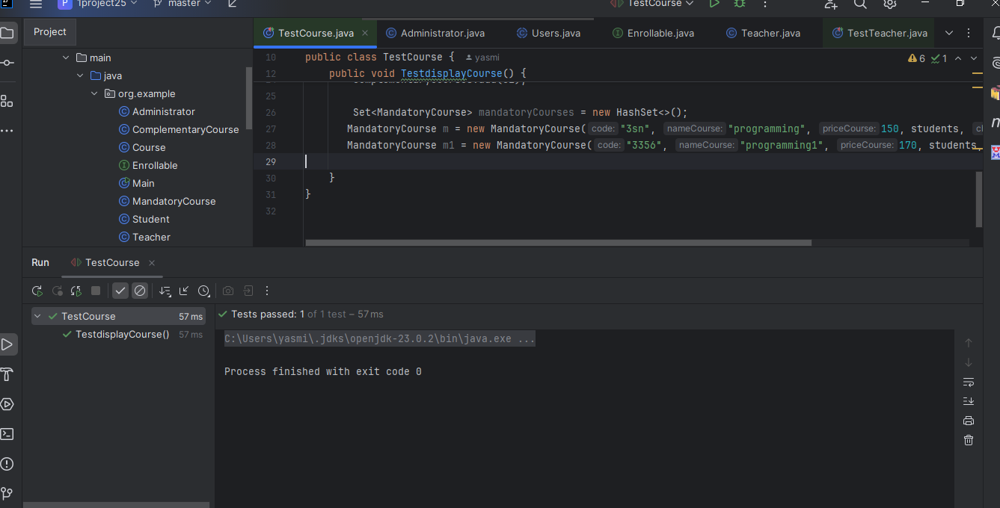 P 1project25 master TestCourse
Project
TestCourse.java Administrator.java Users.java Enrollable.java Teacher.java TestTeacher.java
main
java
org.example
Administrator
ComplementaryCourse
Course
Enrollable
Main
MandatoryCourse
Student
Teacher
10 public class TestCourse { yasmi
6 1
12 public void TestdisplayCourse() {
25
26 Set<MandatoryCourse> mandatoryCourses = new HashSet<>();
27 MandatoryCourse m = new MandatoryCourse( code: "3sn", nameCourse: "programming", priceCourse: 150, students,
28 MandatoryCourse m1 = new MandatoryCourse( code: "3356", nameCourse: "programming1", priceCourse: 170, students
29
30 }
31 }
32
Run TestCourse
TestCourse 57 ms
TestdisplayCourse() 57 ms
Tests passed: 1 of 1 test – 57 ms
C:\Users\yasmi\.jdks\openjdk-23.0.2\bin\java.exe ...
Process finished with exit code 0